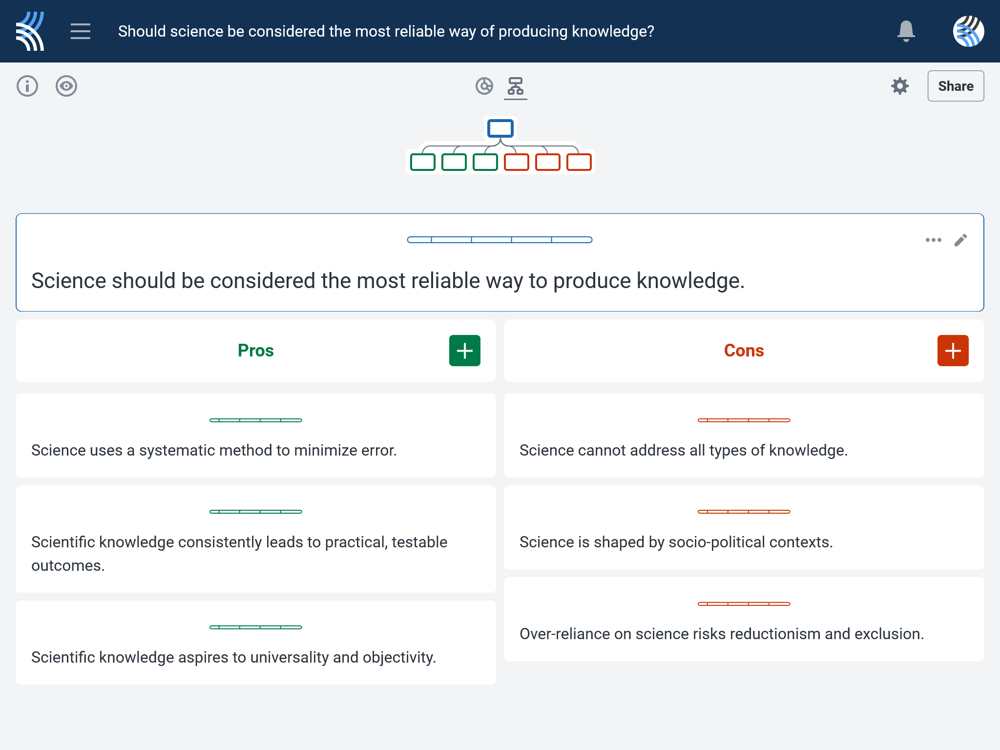 Should science be considered the most reliable way of producing knowledge?
Share
Science should be considered the most reliable way to produce knowledge.
Pros
Cons
Science uses a systematic method to minimize error.
Science cannot address all types of knowledge.
Scientific knowledge consistently leads to practical, testable
outcomes.
Science is shaped by socio-political contexts.
Scientific knowledge aspires to universality and objectivity.
Over-reliance on science risks reductionism and exclusion.